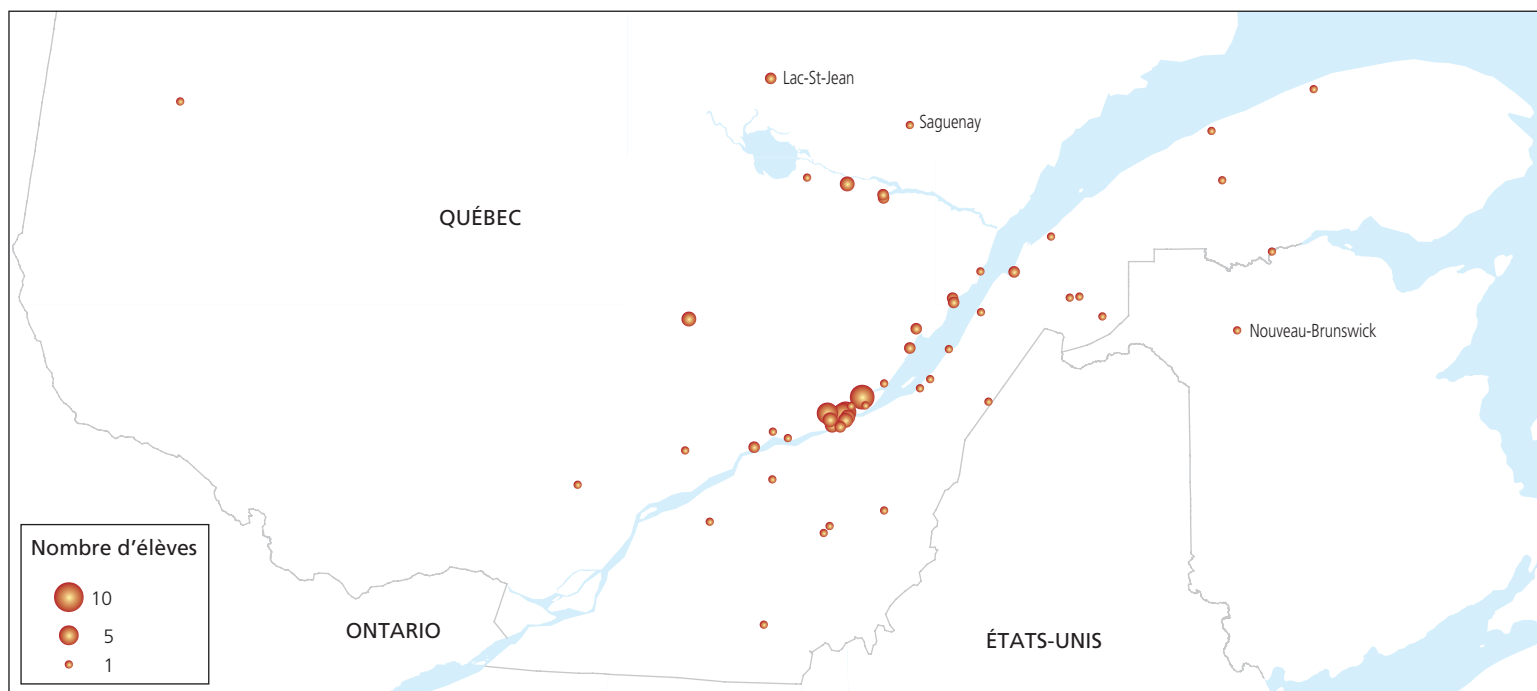 Lac-St-Jean
Saguenay
QUÉBEC
Nouveau-Brunswick
Nombre d'élèves
10
5
1
ONTARIO
ÉTATS-UNIS